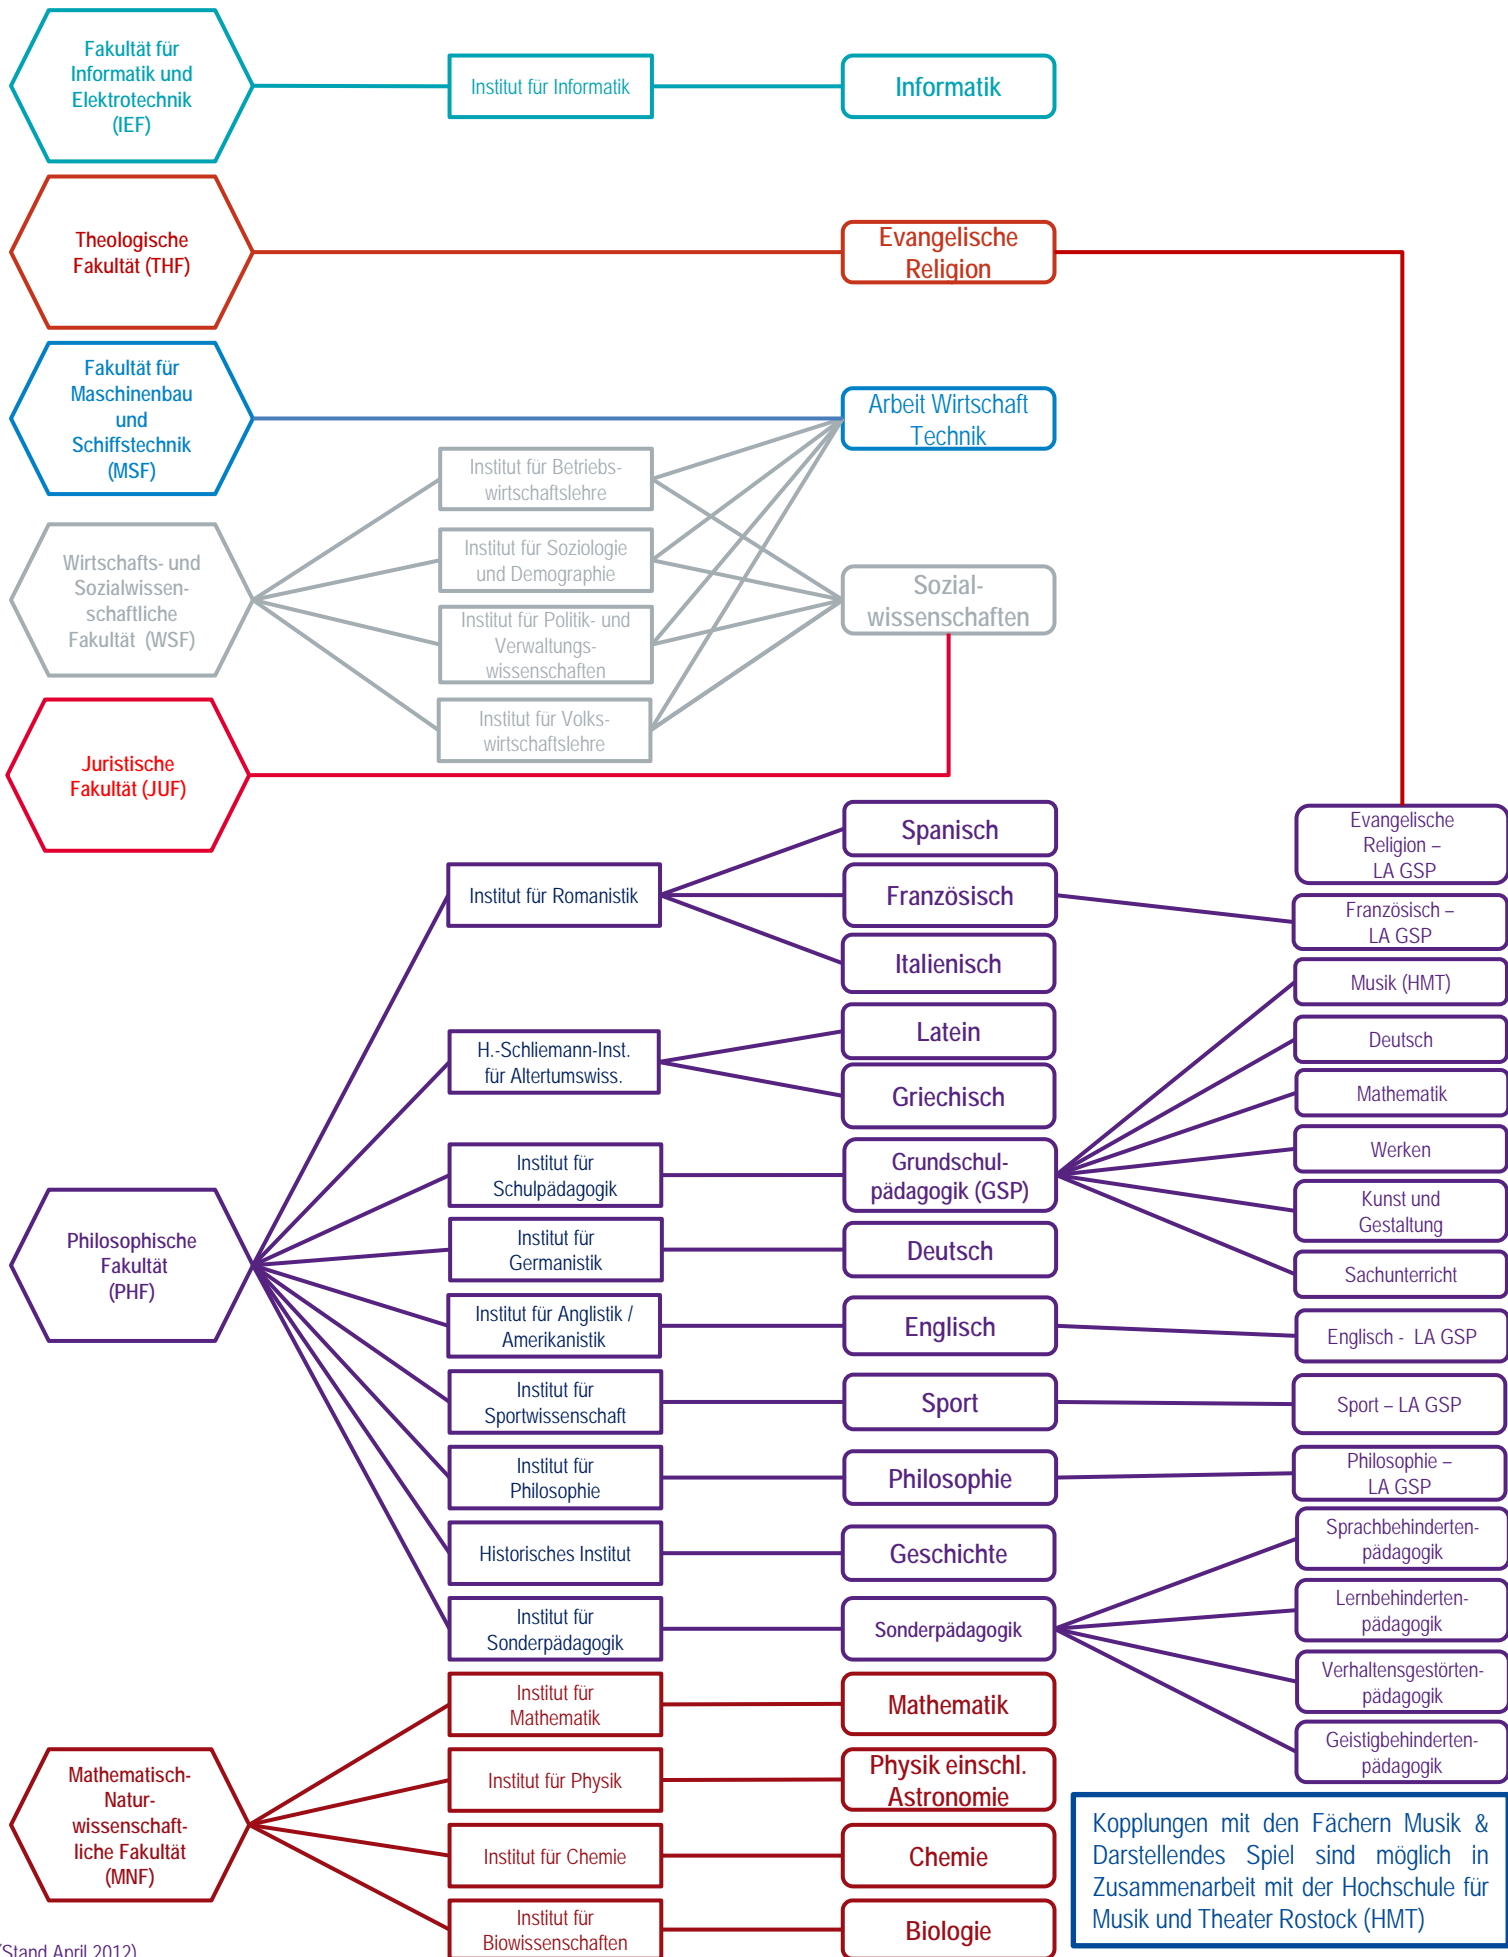 Fakultät für
Informatik und
Elektrotechnik
(IEF)
Institut für Informatik
Informatik
Theologische
Fakultät (THF)
Evangelische
Religion
Fakultät für
Maschinenbau
und
Schiffstechnik
(MSF)
Arbeit Wirtschaft
Technik
Wirtschafts- und
Sozialwissen-
schaftliche
Fakultät (WSF)
Institut für Betriebs-
wirtschaftslehre
Institut für Soziologie
und Demographie
Institut für Politik- und
Verwaltungs-
wissenschaften
Institut für Volks-
wirtschaftslehre
Sozial-
wissenschaften
Juristische
Fakultät (JUF)
Philosophische
Fakultät
(PHF)
Institut für Romanistik
Spanisch
Französisch
Italienisch
Evangelische
Religion –
LA GSP
Französisch –
LA GSP
H.-Schliemann-Inst.
für Altertumswiss.
Latein
Griechisch
Institut für
Schulpädagogik
Grundschul-
pädagogik (GSP)
Musik (HMT)
Deutsch
Mathematik
Werken
Kunst und
Gestaltung
Sachunterricht
Institut für
Germanistik
Deutsch
Institut für Anglistik /
Amerikanistik
Englisch
Englisch - LA GSP
Institut für
Sportwissenschaft
Sport
Sport – LA GSP
Institut für
Philosophie
Philosophie
Philosophie –
LA GSP
Historisches Institut
Geschichte
Institut für
Sonderpädagogik
Sonderpädagogik
Sprachbehinderten-
pädagogik
Lernbehinderten-
pädagogik
Verhaltensgestörten-
pädagogik
Geistigbehinderten-
pädagogik
Mathematisch-
Natur-
wissenschaft-
liche Fakultät
(MNF)
Institut für
Mathematik
Mathematik
Institut für Physik
Physik einschl.
Astronomie
Institut für Chemie
Chemie
Institut für
Biowissenschaften
Biologie
Kopplungen mit den Fächern Musik &
Darstellendes Spiel sind möglich in
Zusammenarbeit mit der Hochschule für
Musik und Theater Rostock (HMT)
(Stand April 2012)